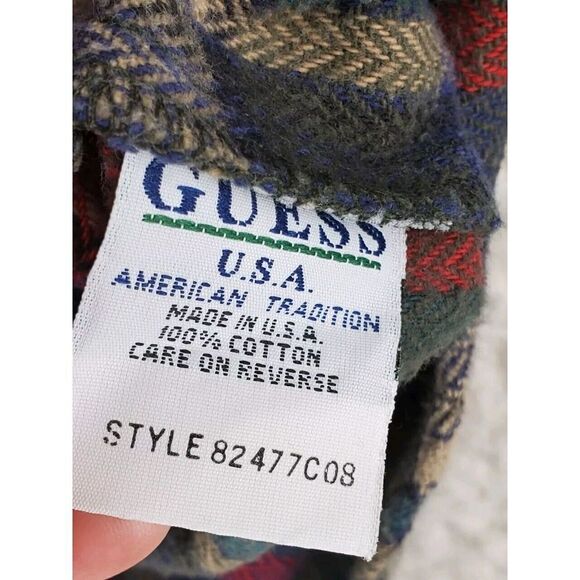 GUESS
U.S.A.
AMERICAN TRADITION
MADE IN U.S.A.
100% COTTON
CARE ON REVERSE
STYLE 82477C08